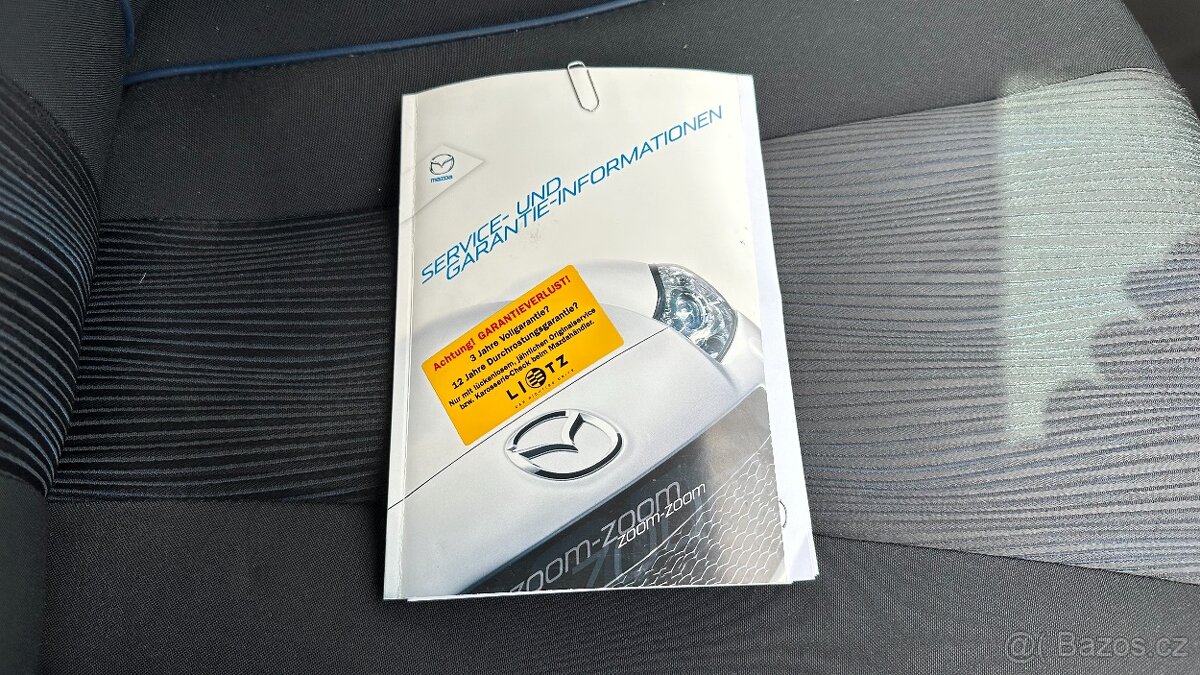 mazda
SERVICE- UND
GARANTIE-INFORMATIONEN
Achtung! GARANTIEVERLUST!
3 Jahre Vollgarantie?
12 Jahre Durchrostungsgarantie?
Nur mit lückenlosem, jährlichen Originalservice
bzw. Karosserie-Check beim Mazdahändler.
LIETZ
zoom-zoom
zoom-zoom
@( Bazos.cz